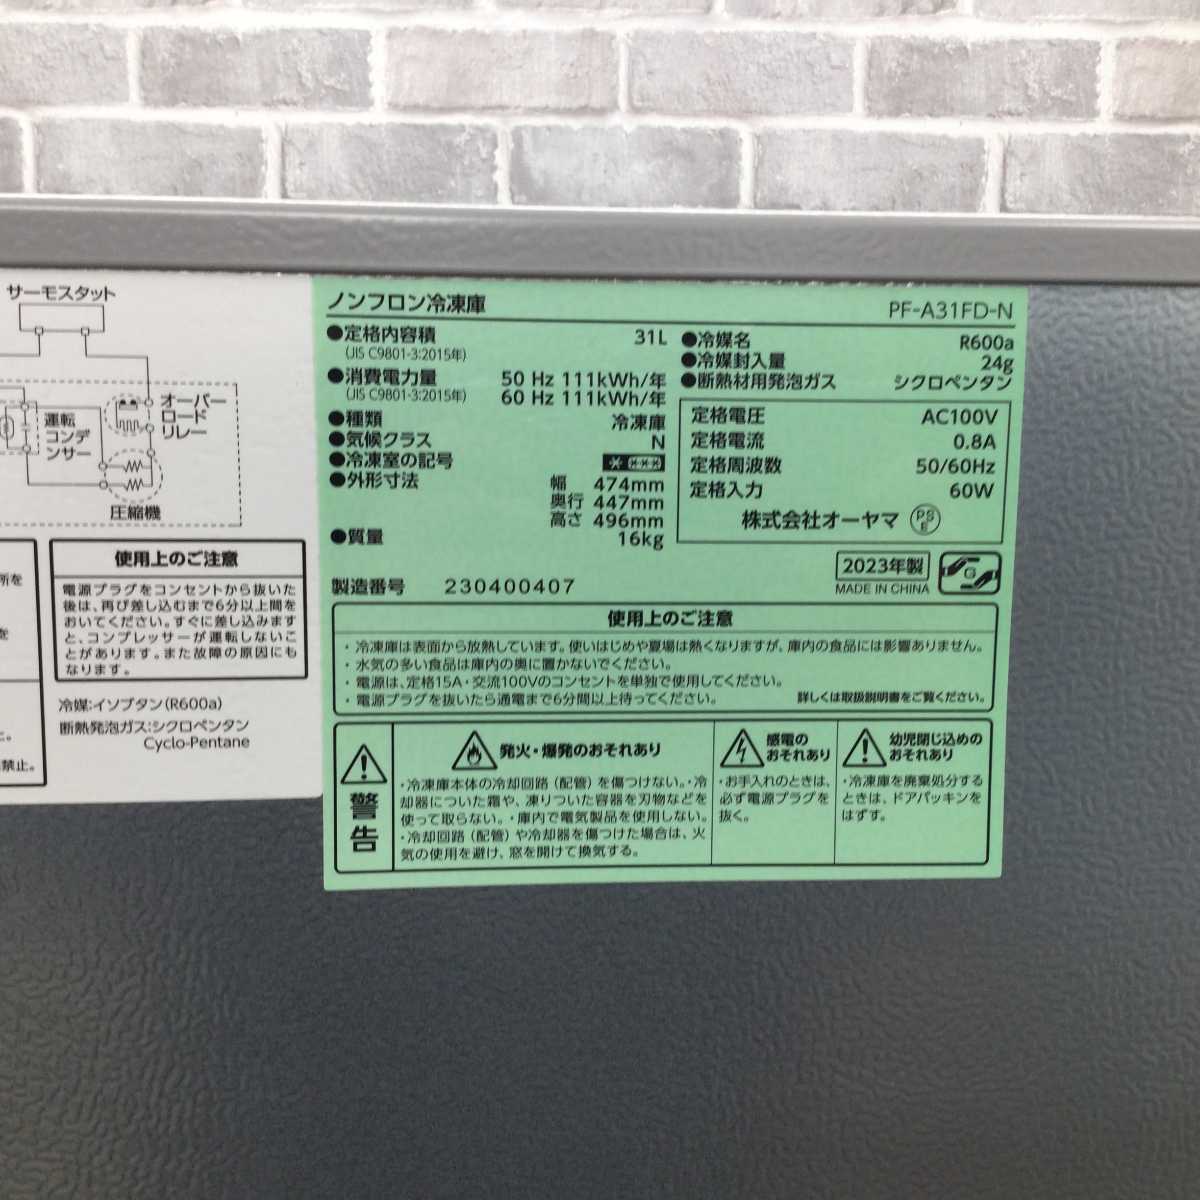 サーモスタット
オーバー
ロード
リレー
運転
コンデ
ンサー
圧縮機
所を
を
使用上のご注意
電源プラグをコンセントから抜いた
後は、再び差し込むまで6分以上間を
おいてください。すぐに差し込みます
と、コンプレッサーが運転しないこ
とがあります。また故障の原因にも
なります。
冷媒:イソブタン(R600a)
断熱発泡ガス:シクロペンタン
Cyclo-Pentane
禁止。
ノンフロン冷凍庫 PF-A31FD-N
●定格内容積 31L
(JIS C9801-3:2015年)
●消費電力量 50 Hz 111kWh/年
(JIS C9801-3:2015年) 60 Hz 111kWh/年
●種類 冷凍庫
●気候クラス N
●冷凍室の記号
●外形寸法 幅 474mm
奥行 447mm
高さ 496mm
●質量 16kg
●冷媒名 R600a
●冷媒封入量 24g
●断熱材用発泡ガス シクロペンタン
定格電圧 AC100V
定格電流 0.8A
定格周波数 50/60Hz
定格入力 60W
株式会社オーヤマ PSE
製造番号 230400407
2023年製
MADE IN CHINA
G
使用上のご注意
・冷凍庫は表面から放熱しています。使いはじめや夏場は熱くなりますが、庫内の食品には影響ありません。
・水気の多い食品は庫内の奥に置かないでください。
・電源は、定格15A・交流100Vのコンセントを単独で使用してください。
・電源プラグを抜いたら通電まで6分間以上待ってください。 詳しくは取扱説明書をご覧ください。
警告
発火・爆発のおそれあり
・冷凍庫本体の冷却回路（配管）を傷つけない。・冷
却器についた霜や、凍りついた容器を刃物などを
使って取らない。・庫内で電気製品を使用しない。
・冷却回路（配管）や冷却器を傷つけた場合は、火
気の使用を避け、窓を開けて換気する。
感電の
おそれあり
・お手入れのときは、
必ず電源プラグを
抜く。
幼児閉じ込めの
おそれあり
・冷凍庫を廃棄処分する
ときは、ドアパッキンを
はずす。